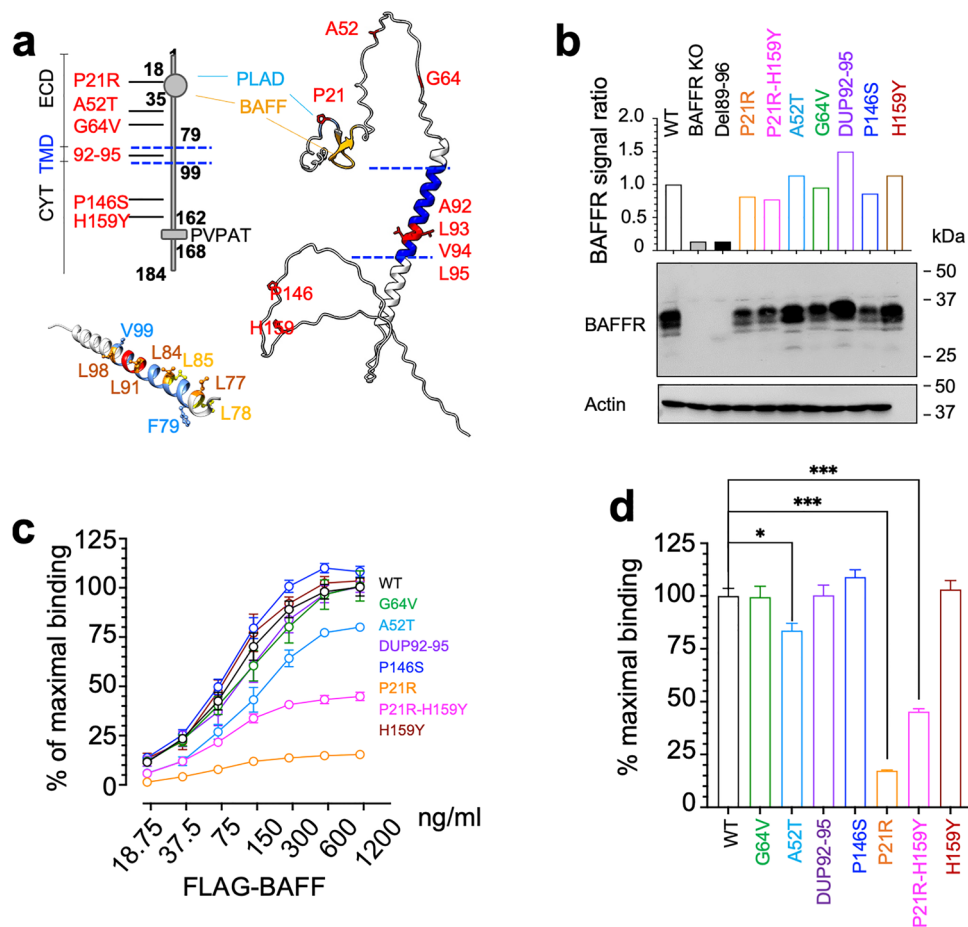 a
ECD
TMD
CYT
1
18
P21R
35
A52T
G64V
79
92-95
99
P146S
H159Y
162
PVPAT
168
184
PLAD
BAFF
P21
A52
G64
A92
L93
V94
L95
P146
H159
V99
L84
L85
L98
L91
L77
L78
F79
b
BAFFR signal ratio
2.0
1.5
1.0
0.5
0
WT
BAFFR KO
Del89-96
P21R
P21R-H159Y
A52T
G64V
DUP92-95
P146S
H159Y
kDa
BAFFR
50
37
25
Actin
50
37
c
% of maximal binding
125
100
75
50
25
0
WT
G64V
A52T
DUP92-95
P146S
P21R
P21R-H159Y
H159Y
18.75
37.5
75
150
300
600
1200
ng/ml
FLAG-BAFF
d
% maximal binding
125
100
75
50
25
0
***
***
*
WT
G64V
A52T
DUP92-95
P146S
P21R
P21R-H159Y
H159Y